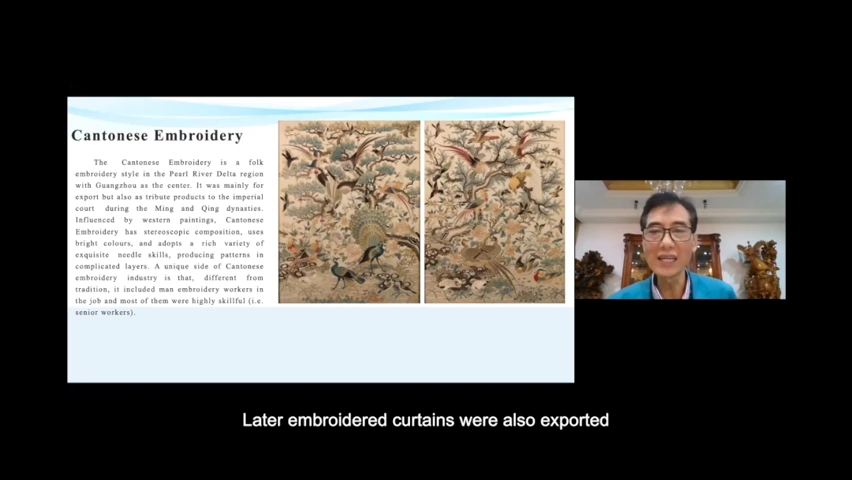 Cantonese Embroidery
The Cantonese Embroidery is a folk
embroidery style in the Pearl River Delta region
with Guangzhou as the center. It was mainly for
export but also as tribute products to the imperial
court during the Ming and Qing dynasties.
Influenced by western paintings, Cantonese
Embroidery has stereoscopic composition, uses
bright colours, and adopts a rich variety of
exquisite needle skills, producing patterns in
complicated layers. A unique side of Cantonese
embroidery industry is that, different from
tradition, it included man embroidery workers in
the job and most of them were highly skillful (i.e.
senior workers).
Later embroidered curtains were also exported